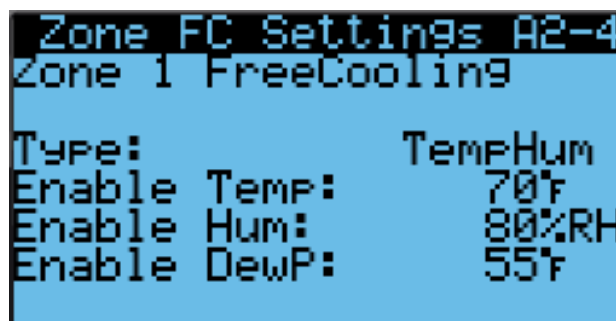 Zone FC Settings A2-4
Zone 1 FreeCooling
Type: TempHum
Enable Temp: 70°F
Enable Hum: 80%RH
Enable DewP: 55°F